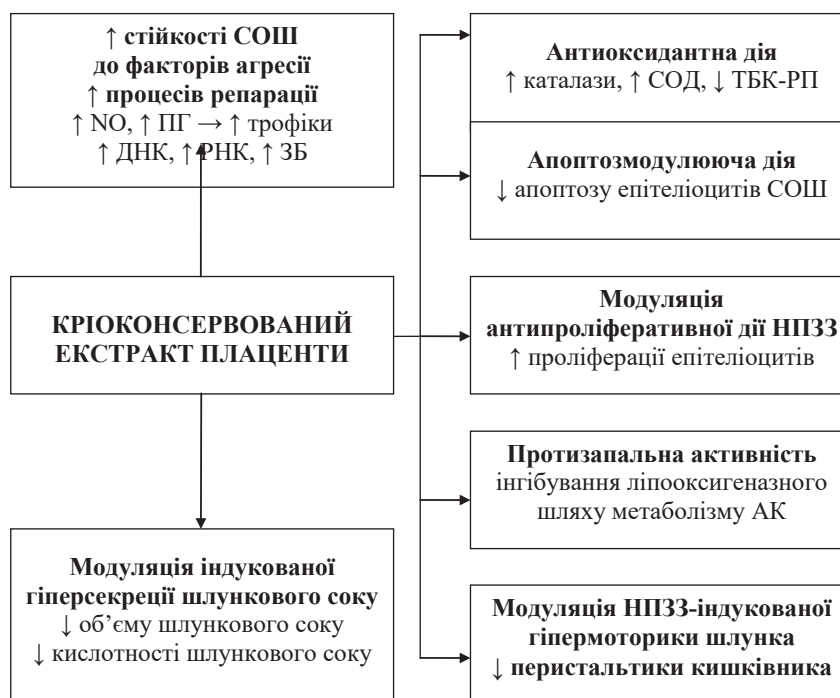 ↑ стійкості СОШ
до факторів агресії
↑ процесів репарації
↑ NO, ↑ ПГ → ↑ трофіки
↑ ДНК, ↑ РНК, ↑ ЗБ
КРІОКОНСЕРВОВАНИЙ
ЕКСТРАКТ ПЛАЦЕНТИ
Модуляція індукованої
гіперсекреції шлункового соку
↓ об’єму шлункового соку
↓ кислотності шлункового соку
Антиоксидантна дія
↑ каталази, ↑ СОД, ↓ ТБК-РП
Апоптозмодулююча дія
↓ апоптозу епітеліоцитів СОШ
Модуляція
антипроліферативної дії НПЗЗ
↑ проліферації епітеліоцитів
Протизапальна активність
інгібування ліпооксигеназного
шляху метаболізму АК
Модуляція НПЗЗ-індукованої
гіпермоторики шлунка
↓ перистальтики кишківника